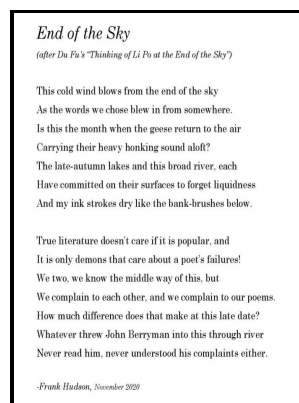 End of the Sky
(after Du Fu's "Thinking of Li Po at the End of the Sky")
This cold wind blows from the end of the sky
As the words we chose blew in from somewhere.
Is this the month when the geese return to the air
Carrying their heavy honking sound aloft?
The late-autumn lakes and this broad river, each
Have committed on their surfaces to forget liquidness
And my ink strokes dry like the bank-brushes below.
True literature doesn't care if it is popular, and
It is only demons that care about a poet's failures!
We two, we know the middle way of this, but
We complain to each other, and we complain to our poems.
How much difference does that make at this late date?
Whatever threw John Berryman into this through river
Never read him, never understood his complaints either.
-Frank Hudson, November 2020